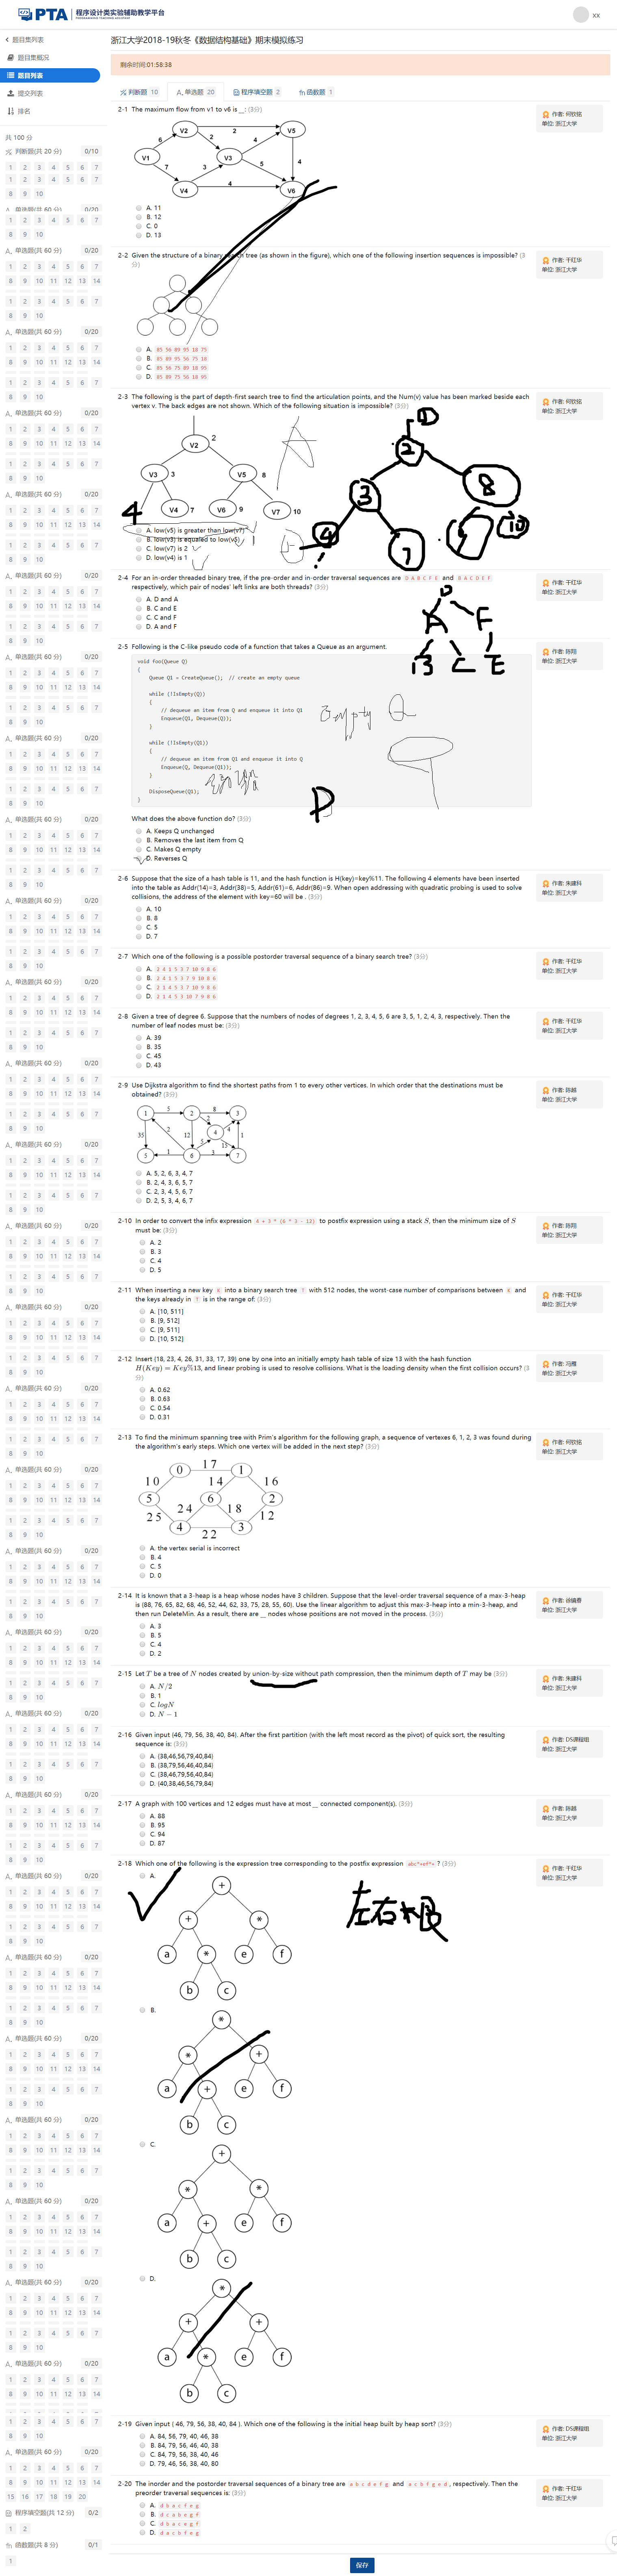 PTA 程序设计类实验辅助教学平台
PROGRAMMING TEACHING ASSISTANT
xx
< 题目集列表
题目集概况
题目列表
提交列表
排名
共 100 分
判断题(共 20 分) 0/10
1 2 3 4 5 6 7
8 9 10
单选题(共 60 分) 0/20
1 2 3 4 5 6 7
8 9 10 11 12 13 14
15 16 17 18 19 20
程序填空题(共 12 分) 0/2
1 2
函数题(共 8 分) 0/1
1
浙江大学2018-19秋冬《数据结构基础》期末模拟练习
剩余时间:01:58:38
判断题 10 单选题 20 程序填空题 2 函数题 1
2-1 The maximum flow from v1 to v6 is __: (3分)
作者: 何钦铭
单位: 浙江大学
V1 V2 V3 V4 V5 V6
6 2 2 4 7 3 5 4 4
A. 11
B. 12
C. 0
D. 13
2-2 Given the structure of a binary search tree (as shown in the figure), which one of the following insertion sequences is impossible? (3分)
作者: 干红华
单位: 浙江大学
A. 85 56 89 95 18 75
B. 85 89 95 56 75 18
C. 85 56 75 89 18 95
D. 85 89 75 56 18 95
2-3 The following is the part of depth-first search tree to find the articulation points, and the Num(v) value has been marked beside each
vertex v. The back edges are not shown. Which of the following situation is impossible? (3分)
作者: 何钦铭
单位: 浙江大学
V2 2
V3 3 V5 8
V4 7 V6 9 V7 10
4
2
3 8
4 7
A. low(v5) is greater than low(v7)
B. low(v3) is equaled to low(v5)
C. low(v7) is 2
D. low(v4) is 1
2-4 For an in-order threaded binary tree, if the pre-order and in-order traversal sequences are D A B C F E and B A C D E F
respectively, which pair of nodes' left links are both threads? (3分)
作者: 干红华
单位: 浙江大学
A. D and A
B. C and E
C. C and F
D. A and F
D
A F
B C E
2-5 Following is the C-like pseudo code of a function that takes a Queue as an argument.
作者: 陈翔
单位: 浙江大学
void foo(Queue Q)
{
Queue Q1 = CreateQueue(); // create an empty queue
while (!IsEmpty(Q))
{
// dequeue an item from Q and enqueue it into Q1
Enqueue(Q1, Dequeue(Q));
}
while (!IsEmpty(Q1))
{
// dequeue an item from Q1 and enqueue it into Q
Enqueue(Q, Dequeue(Q1));
}
DisposeQueue(Q1);
}
D
What does the above function do? (3分)
A. Keeps Q unchanged
B. Removes the last item from Q
C. Makes Q empty
D. Reverses Q
2-6 Suppose that the size of a hash table is 11, and the hash function is H(key)=key%11. The following 4 elements have been inserted
into the table as Addr(14)=3, Addr(38)=5, Addr(61)=6, Addr(86)=9. When open addressing with quadratic probing is used to solve
collisions, the address of the element with key=60 will be . (3分)
作者: 朱建科
单位: 浙江大学
A. 10
B. 8
C. 5
D. 7
2-7 Which one of the following is a possible postorder traversal sequence of a binary search tree? (3分)
作者: 干红华
单位: 浙江大学
A. 2 4 1 5 3 7 10 9 8 6
B. 2 4 1 5 3 7 9 10 8 6
C. 2 1 4 5 3 7 10 9 8 6
D. 2 1 4 5 3 10 7 9 8 6
2-8 Given a tree of degree 6. Suppose that the numbers of nodes of degrees 1, 2, 3, 4, 5, 6 are 3, 5, 1, 2, 4, 3, respectively. Then the
number of leaf nodes must be: (3分)
作者: 干红华
单位: 浙江大学
A. 39
B. 35
C. 45
D. 43
2-9 Use Dijkstra algorithm to find the shortest paths from 1 to every other vertices. In which order that the destinations must be
obtained? (3分)
作者: 陈越
单位: 浙江大学
A. 5, 2, 6, 3, 4, 7
B. 2, 4, 3, 6, 5, 7
C. 2, 3, 4, 5, 6, 7
D. 2, 5, 3, 4, 6, 7
2-10 In order to convert the infix expression 4 + 3 * (6 * 3 - 12) to postfix expression using a stack S, then the minimum size of S
must be: (3分)
作者: 陈翔
单位: 浙江大学
A. 2
B. 3
C. 4
D. 5
2-11 When inserting a new key K into a binary search tree T with 512 nodes, the worst-case number of comparisons between K and
the keys already in T is in the range of: (3分)
作者: 干红华
单位: 浙江大学
A. [10, 511]
B. [9, 512]
C. [9, 511]
D. [10, 512]
2-12 Insert {18, 23, 4, 26, 31, 33, 17, 39} one by one into an initially empty hash table of size 13 with the hash function
H(Key) = Key%13, and linear probing is used to resolve collisions. What is the loading density when the first collision occurs? (3分)
作者: 冯雁
单位: 浙江大学
A. 0.62
B. 0.63
C. 0.54
D. 0.31
2-13 To find the minimum spanning tree with Prim's algorithm for the following graph, a sequence of vertexes 6, 1, 2, 3 was found during
the algorithm's early steps. Which one vertex will be added in the next step? (3分)
作者: 何钦铭
单位: 浙江大学
A. the vertex serial is incorrect
B. 4
C. 5
D. 0
2-14 It is known that a 3-heap is a heap whose nodes have 3 children. Suppose that the level-order traversal sequence of a max-3-heap
is {88, 76, 65, 82, 68, 46, 52, 44, 62, 33, 75, 28, 55, 60}. Use the linear algorithm to adjust this max-3-heap into a min-3-heap, and
then run DeleteMin. As a result, there are __ nodes whose positions are not moved in the process. (3分)
作者: 徐镜春
单位: 浙江大学
A. 3
B. 5
C. 4
D. 2
2-15 Let T be a tree of N nodes created by union-by-size without path compression, then the minimum depth of T may be (3分)
作者: 朱建科
单位: 浙江大学
A. N/2
B. 1
C. logN
D. N − 1
2-16 Given input {46, 79, 56, 38, 40, 84}. After the first partition (with the left most record as the pivot) of quick sort, the resulting
sequence is: (3分)
作者: DS课程组
单位: 浙江大学
A. {38,46,56,79,40,84}
B. {38,79,56,46,40,84}
C. {38,46,79,56,40,84}
D. {40,38,46,56,79,84}
2-17 A graph with 100 vertices and 12 edges must have at most __ connected component(s). (3分)
作者: 陈越
单位: 浙江大学
A. 88
B. 95
C. 94
D. 87
2-18 Which one of the following is the expression tree corresponding to the postfix expression abc*+ef*+ ? (3分)
作者: 干红华
单位: 浙江大学
A.
+
+ *
a * e f
b c
左右根
B.
*
* +
a + e f
b c
C.
+
* *
a + e f
b c
D.
*
+ +
a * e f
b c
2-19 Given input { 46, 79, 56, 38, 40, 84 }. Which one of the following is the initial heap built by heap sort? (3分)
作者: DS课程组
单位: 浙江大学
A. 84, 56, 79, 40, 46, 38
B. 84, 79, 56, 46, 40, 38
C. 84, 79, 56, 38, 40, 46
D. 79, 46, 56, 38, 40, 80
2-20 The inorder and the postorder traversal sequences of a binary tree are a b c d e f g and a c b f g e d, respectively. Then the
preorder traversal sequences is: (3分)
作者: 干红华
单位: 浙江大学
A. d b a c f e g
B. d c a b e g f
C. d b a c e g f
D. d a c b f e g
保存